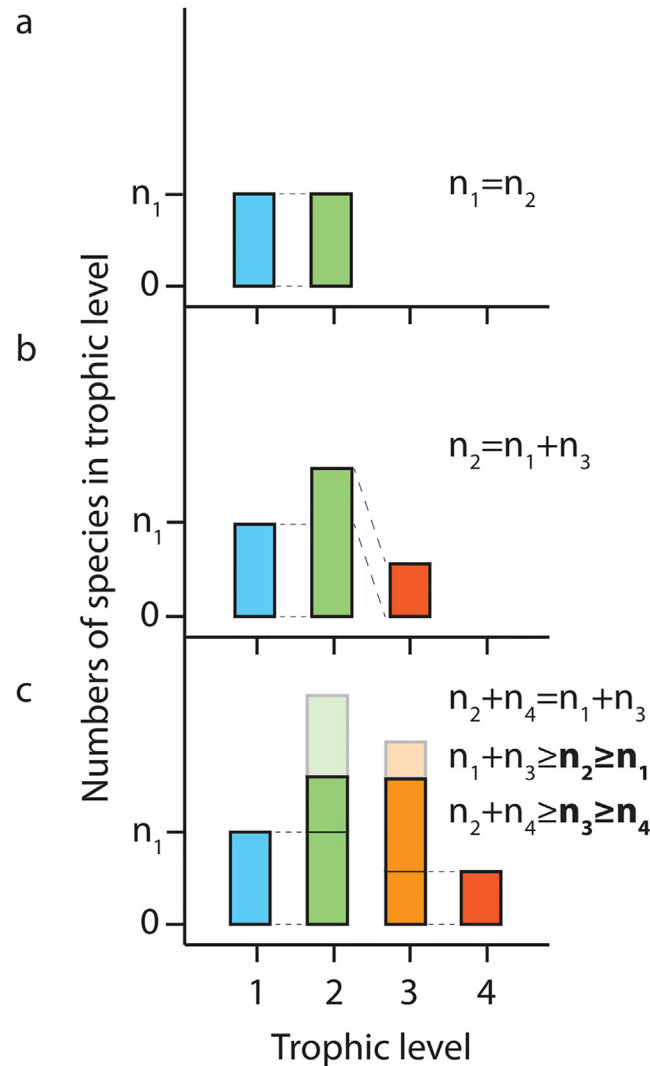 a
n₁
0
n₁=n₂
b
n₁
0
n₂=n₁+n₃
c
n₁
0
n₂+n₄=n₁+n₃
n₁+n₃≥n₂≥n₁
n₂+n₄≥n₃≥n₄
1 2 3 4
Trophic level
Numbers of species in trophic level